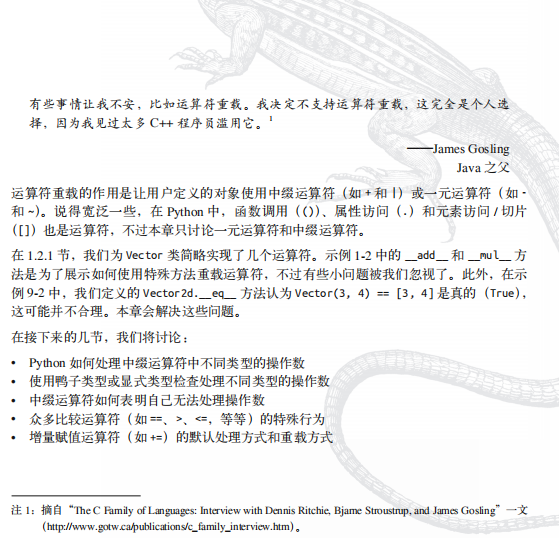 有些事情让我不安，比如运算符重载。我决定不支持运算符重载，这完全是个人选
择，因为我见过太多 C++ 程序员滥用它。1
——James Gosling
Java 之父
运算符重载的作用是让用户定义的对象使用中缀运算符（如 + 和 |）或一元运算符（如 -
和 ~）。说得宽泛一些，在 Python 中，函数调用（()）、属性访问（.）和元素访问 / 切片
（[]）也是运算符，不过本章只讨论一元运算符和中缀运算符。
在 1.2.1 节，我们为 Vector 类简略实现了几个运算符。示例 1-2 中的 __add__ 和 __mul__ 方
法是为了展示如何使用特殊方法重载运算符，不过有些小问题被我们忽视了。此外，在示
例 9-2 中，我们定义的 Vector2d.__eq__ 方法认为 Vector(3, 4) == [3, 4] 是真的（True），
这可能并不合理。本章会解决这些问题。
在接下来的几节，我们将讨论：
• Python 如何处理中缀运算符中不同类型的操作数
• 使用鸭子类型或显式类型检查处理不同类型的操作数
• 中缀运算符如何表明自己无法处理操作数
• 众多比较运算符（如 ==、>、<=，等等）的特殊行为
• 增量赋值运算符（如 +=）的默认处理方式和重载方式
注 1：摘自“The C Family of Languages: Interview with Dennis Ritchie, Bjarne Stroustrup, and James Gosling”一文
（http://www.gotw.ca/publications/c_family_interview.htm）。